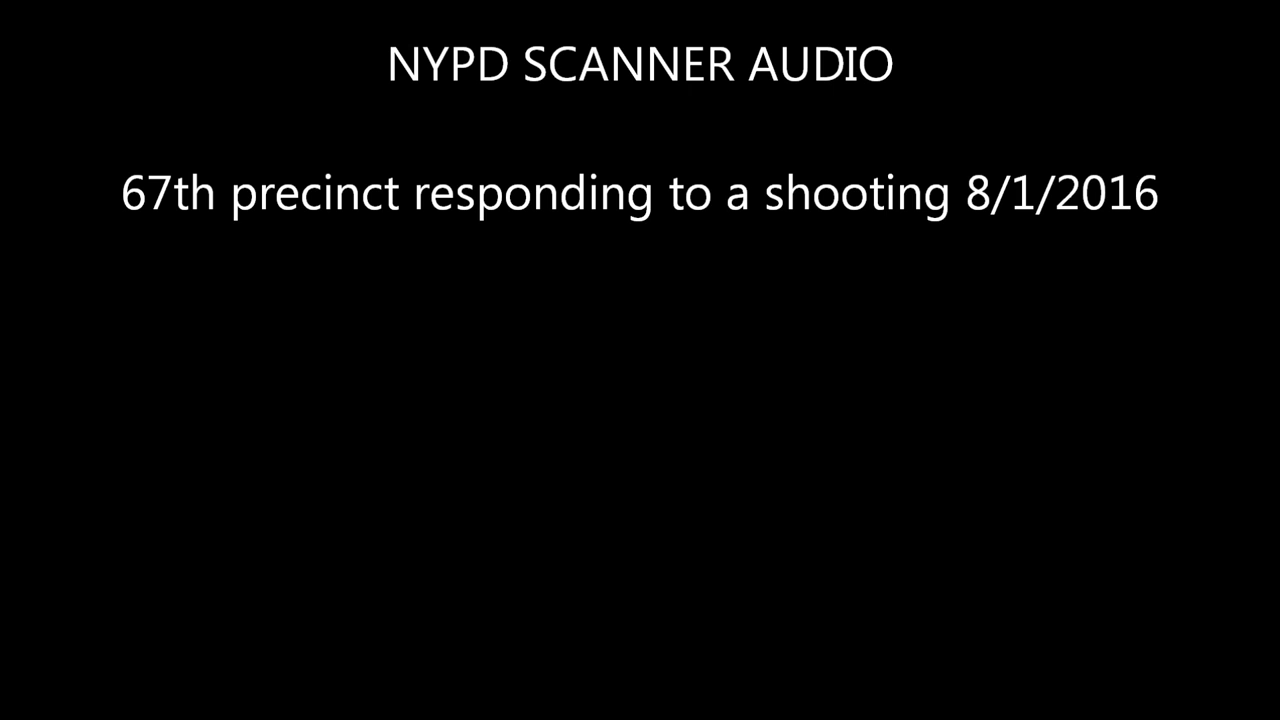 NYPD SCANNER AUDIO
67th precinct responding to a shooting 8/1/2016